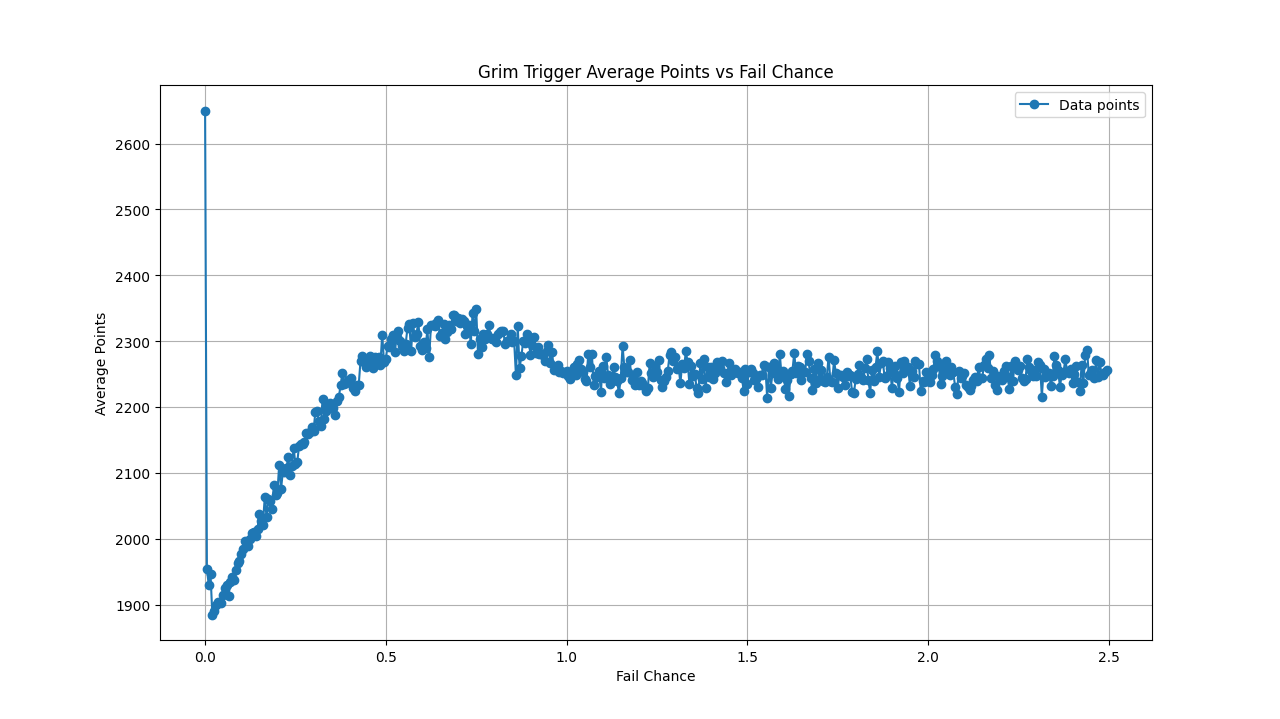 Grim Trigger Average Points vs Fail Chance
Data points
2600
2500
2400
2300
2200
2100
2000
1900
Average Points
0.0 0.5 1.0 1.5 2.0 2.5
Fail Chance